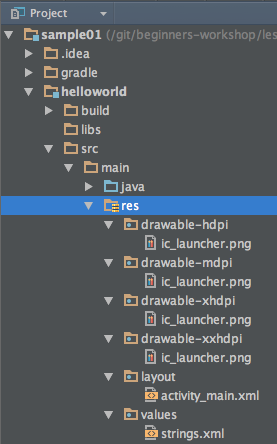 Project
sample01 (/git/beginners-workshop/les
.idea
gradle
helloworld
build
libs
src
main
java
res
drawable-hdpi
ic_launcher.png
drawable-mdpi
ic_launcher.png
drawable-xhdpi
ic_launcher.png
drawable-xxhdpi
ic_launcher.png
layout
activity_main.xml
values
strings.xml